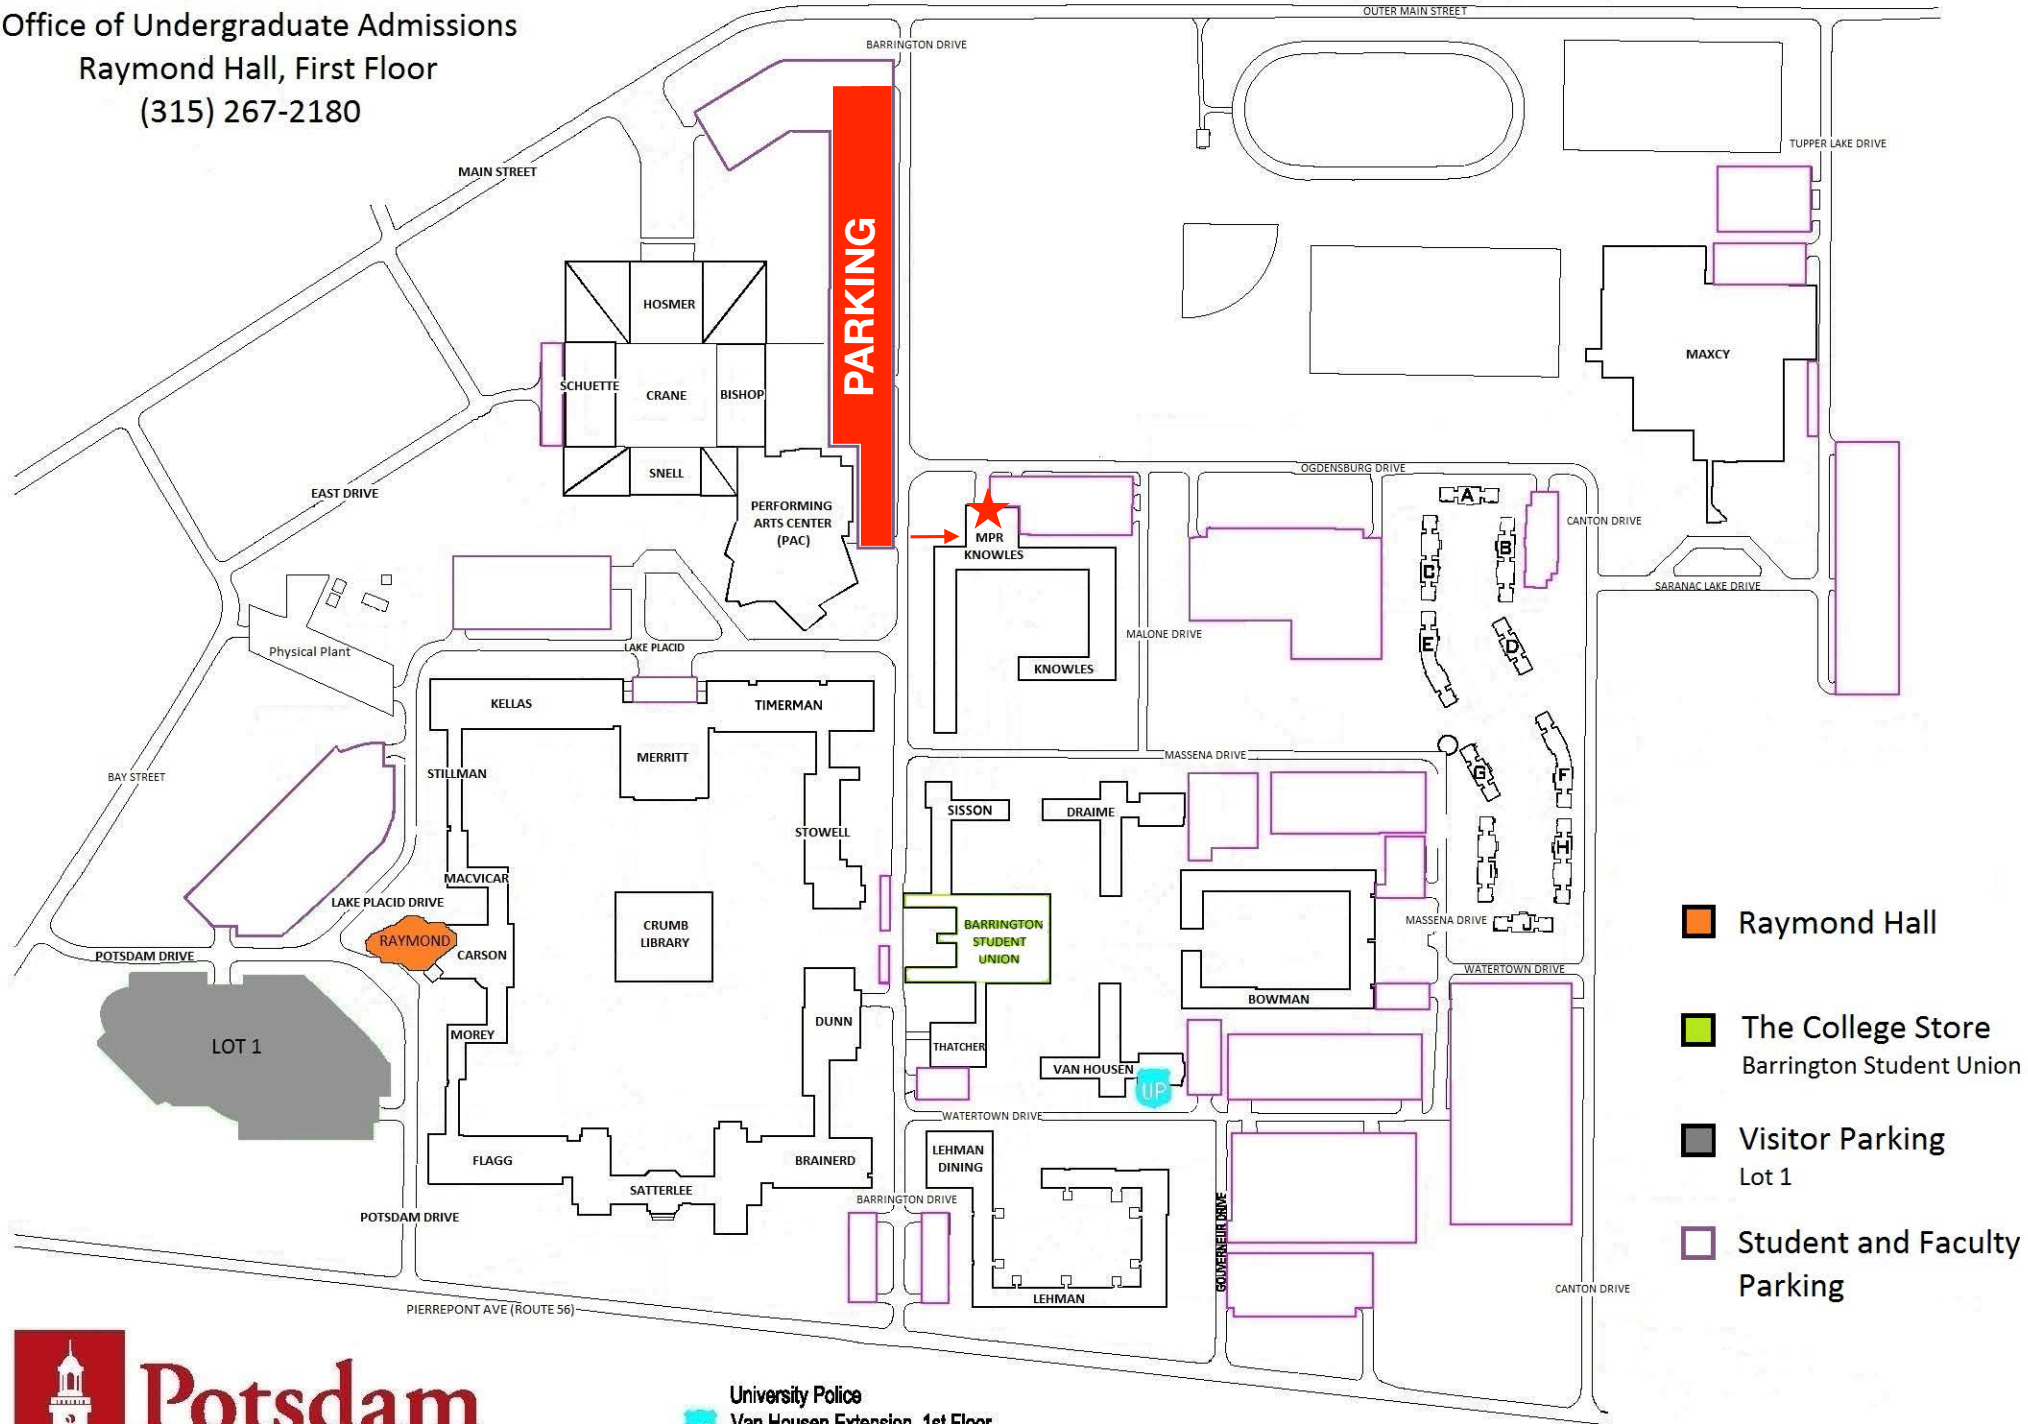 Office of Undergraduate Admissions
Raymond Hall, First Floor
(315) 267-2180
OUTER MAIN STREET
BARRINGTON DRIVE
TUPPER LAKE DRIVE
MAIN STREET
PARKING
HOSMER
MAXCY
SCHUETTE
CRANE
BISHOP
SNELL
OGDENSBURG DRIVE
EAST DRIVE
PERFORMING
ARTS CENTER
(PAC)
A
CANTON DRIVE
MPR
KNOWLES
B
C
SARANAC LAKE DRIVE
MALONE DRIVE
E
D
Physical Plant
LAKE PLACID
KNOWLES
KELLAS
TIMERMAN
MERRITT
MASSENA DRIVE
STILLMAN
BAY STREET
G
F
SISSON
DRAIME
STOWELL
H
I
MACVICAR
LAKE PLACID DRIVE
CRUMB
LIBRARY
BARRINGTON
STUDENT
UNION
MASSENA DRIVE
J
RAYMOND
CARSON
POTSDAM DRIVE
WATERTOWN DRIVE
BOWMAN
DUNN
MOREY
LOT 1
THATCHER
VAN HOUSEN
UP
WATERTOWN DRIVE
FLAGG
BRAINERD
LEHMAN
DINING
SATTERLEE
BARRINGTON DRIVE
POTSDAM DRIVE
GOUVERNEUR DRIVE
LEHMAN
CANTON DRIVE
PIERREPONT AVE (ROUTE 56)
Raymond Hall
The College Store
Barrington Student Union
Visitor Parking
Lot 1
Student and Faculty
Parking
Potsdam
University Police
Van Housen Extension, 1st Floor